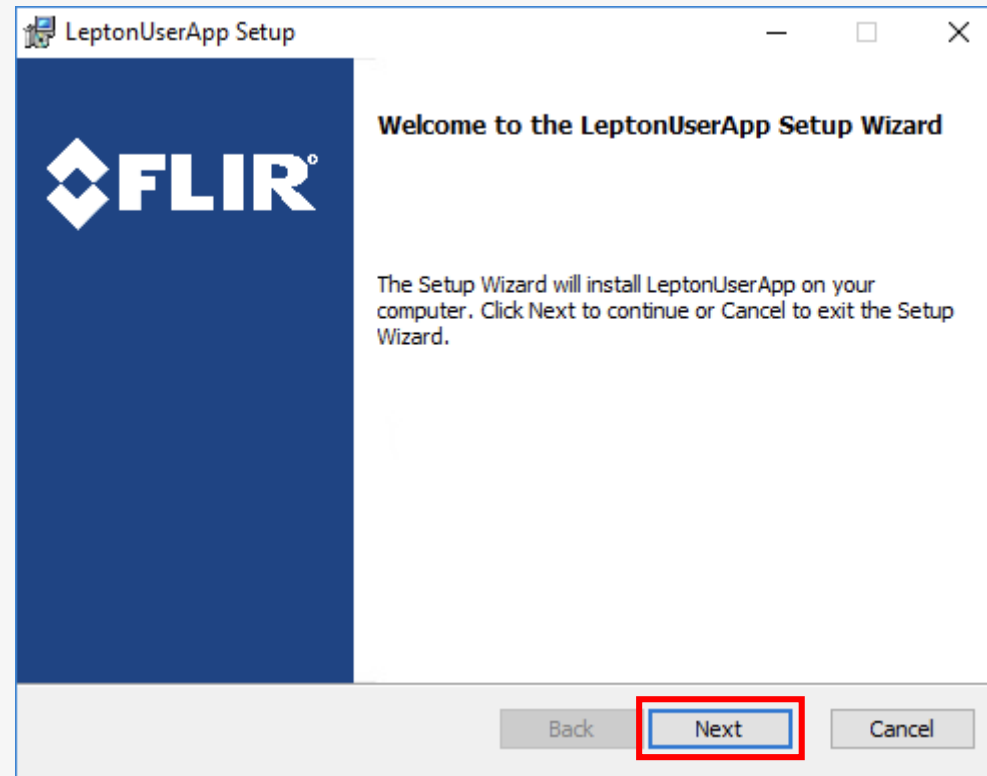 LeptonUserApp Setup
Welcome to the LeptonUserApp Setup Wizard
FLIR
The Setup Wizard will install LeptonUserApp on your
computer. Click Next to continue or Cancel to exit the Setup
Wizard.
Back Next Cancel